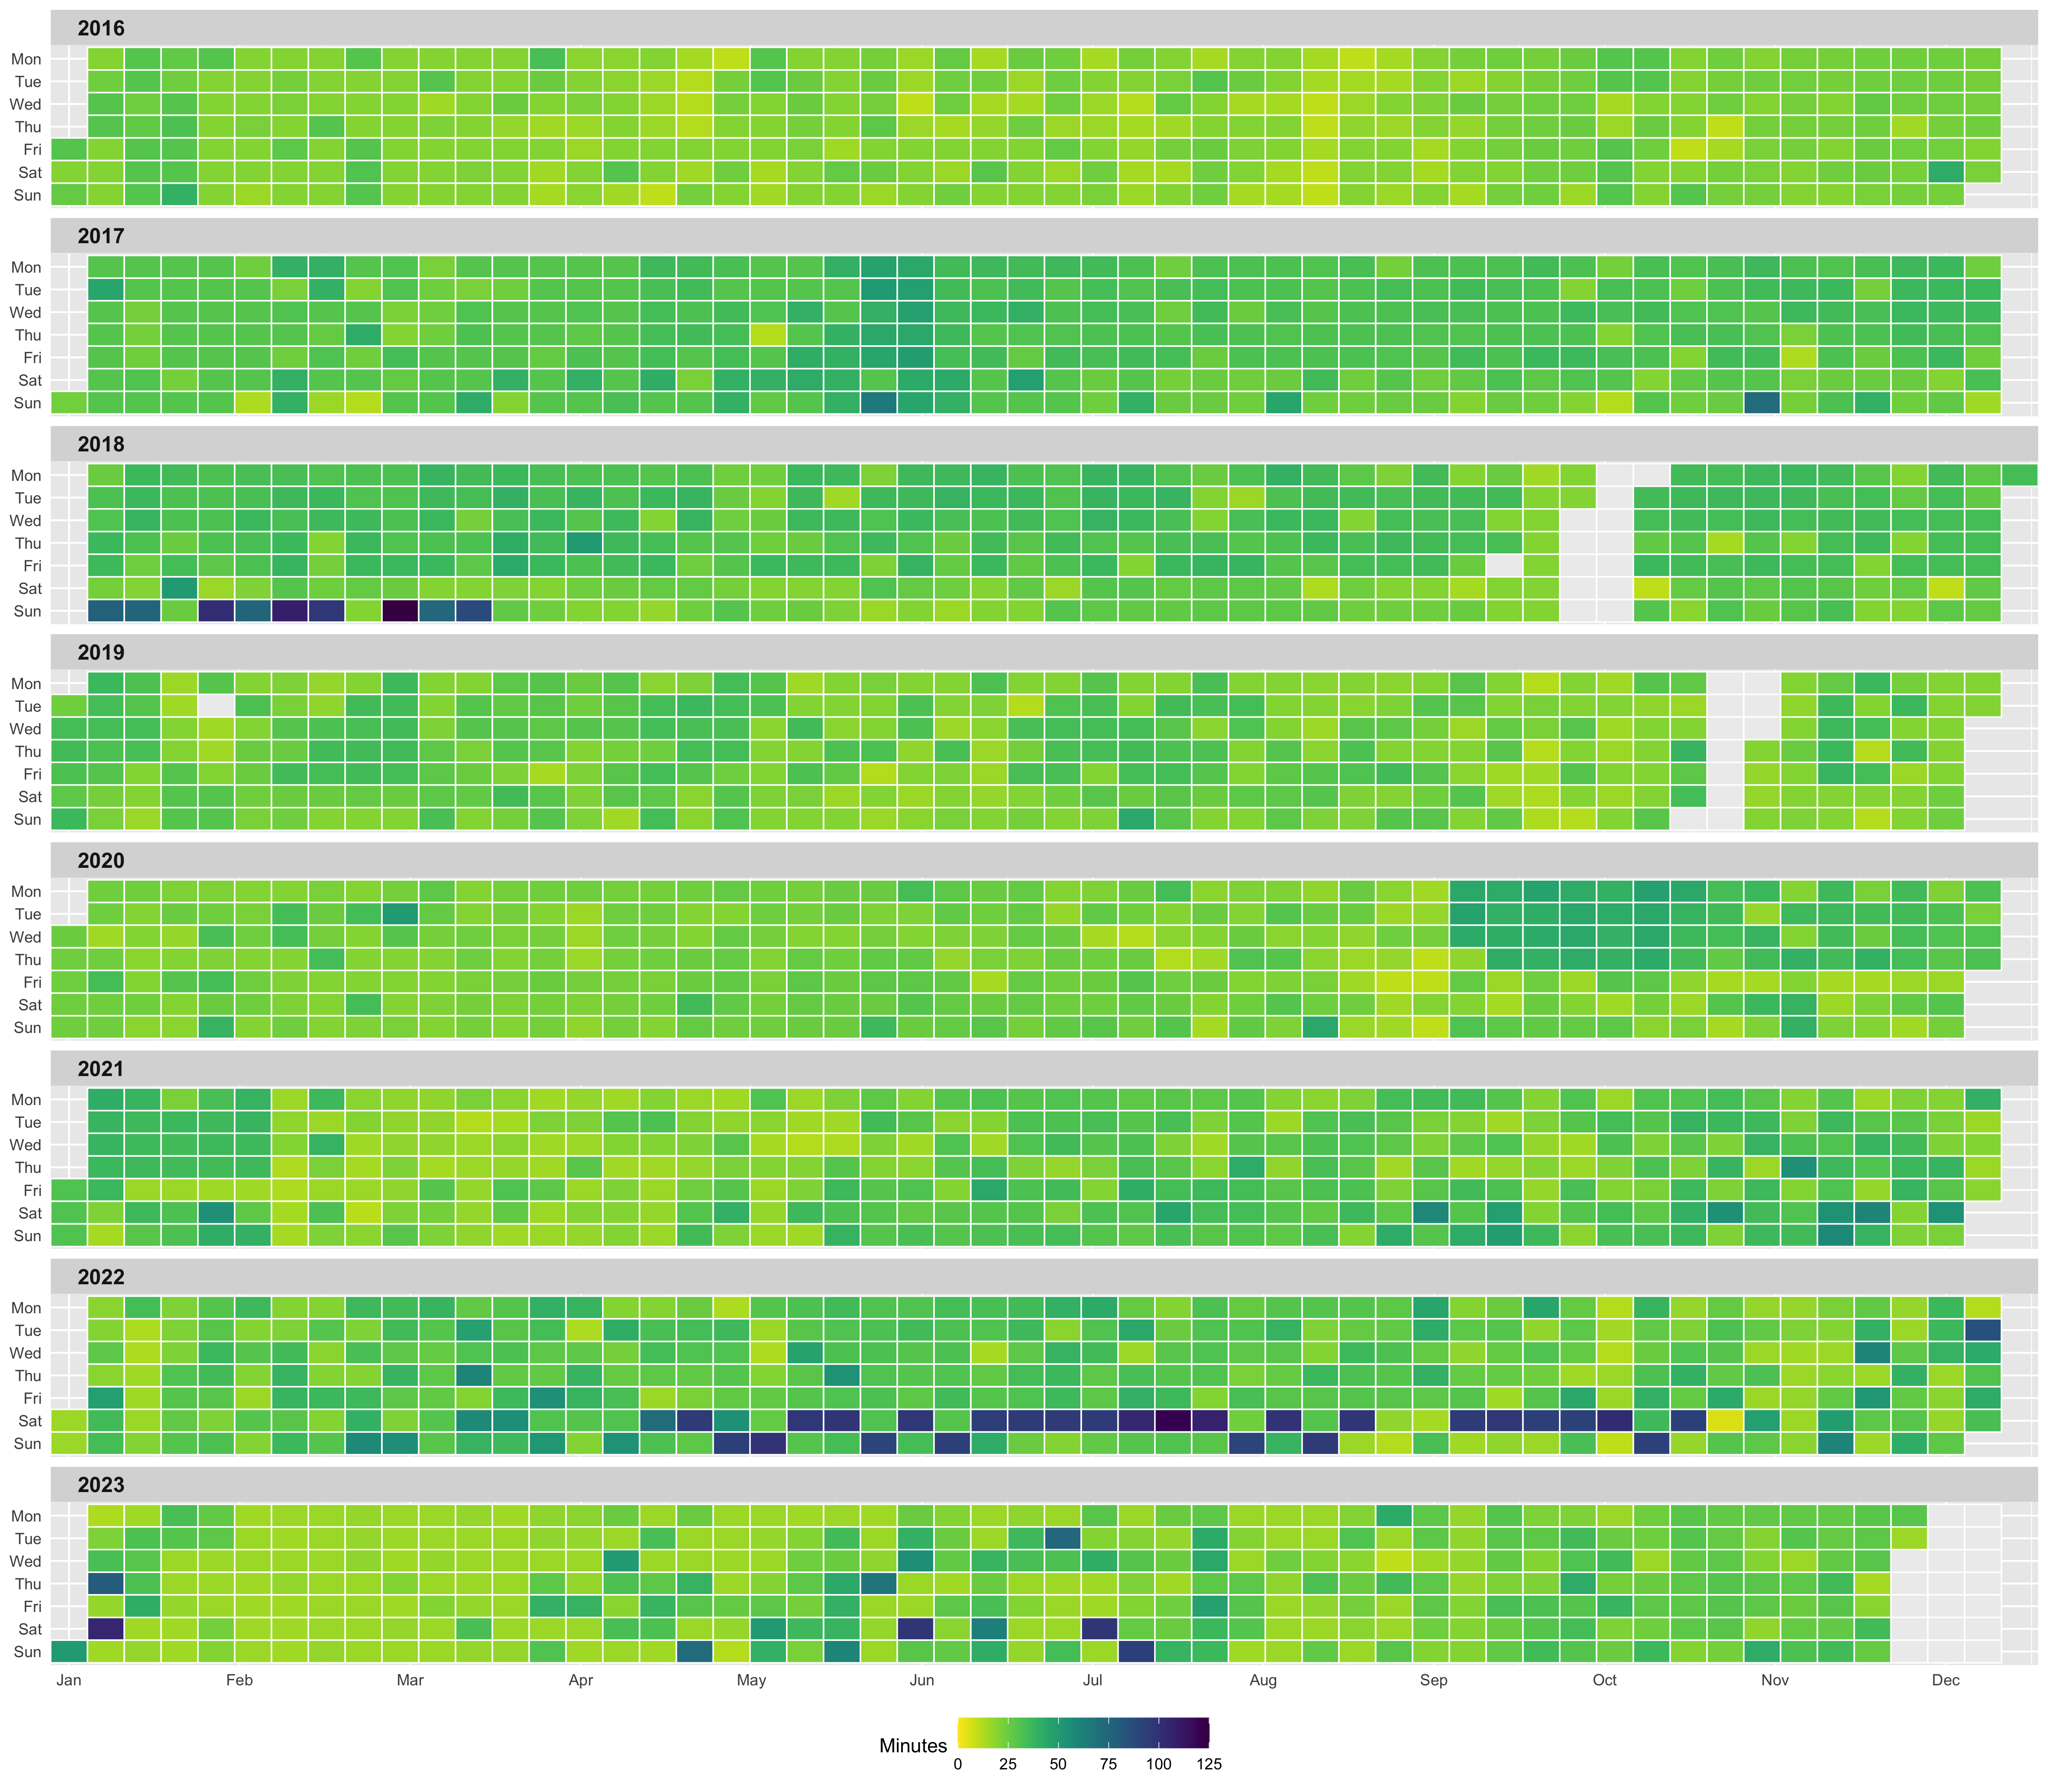 2016
Mon
Tue
Wed
Thu
Fri
Sat
Sun
2017
Mon
Tue
Wed
Thu
Fri
Sat
Sun
2018
Mon
Tue
Wed
Thu
Fri
Sat
Sun
2019
Mon
Tue
Wed
Thu
Fri
Sat
Sun
2020
Mon
Tue
Wed
Thu
Fri
Sat
Sun
2021
Mon
Tue
Wed
Thu
Fri
Sat
Sun
2022
Mon
Tue
Wed
Thu
Fri
Sat
Sun
2023
Mon
Tue
Wed
Thu
Fri
Sat
Sun
Jan Feb Mar Apr May Jun Jul Aug Sep Oct Nov Dec
Minutes
0 25 50 75 100 125